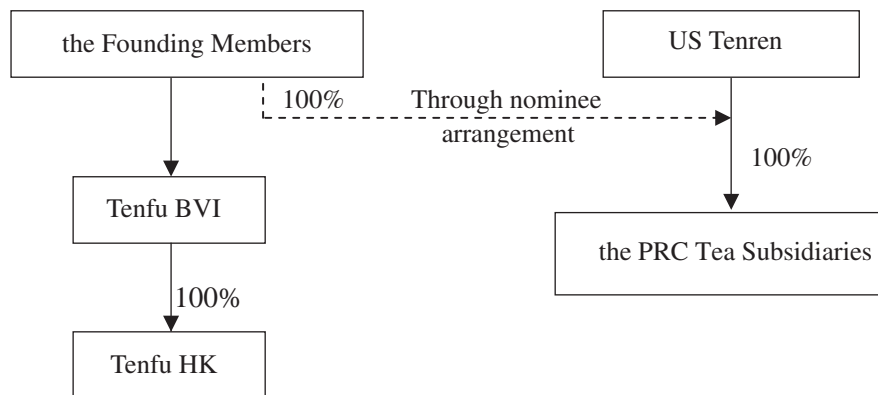 the Founding Members
US Tenren
100%
Through nominee
arrangement
100%
Tenfu BVI
the PRC Tea Subsidiaries
100%
Tenfu HK